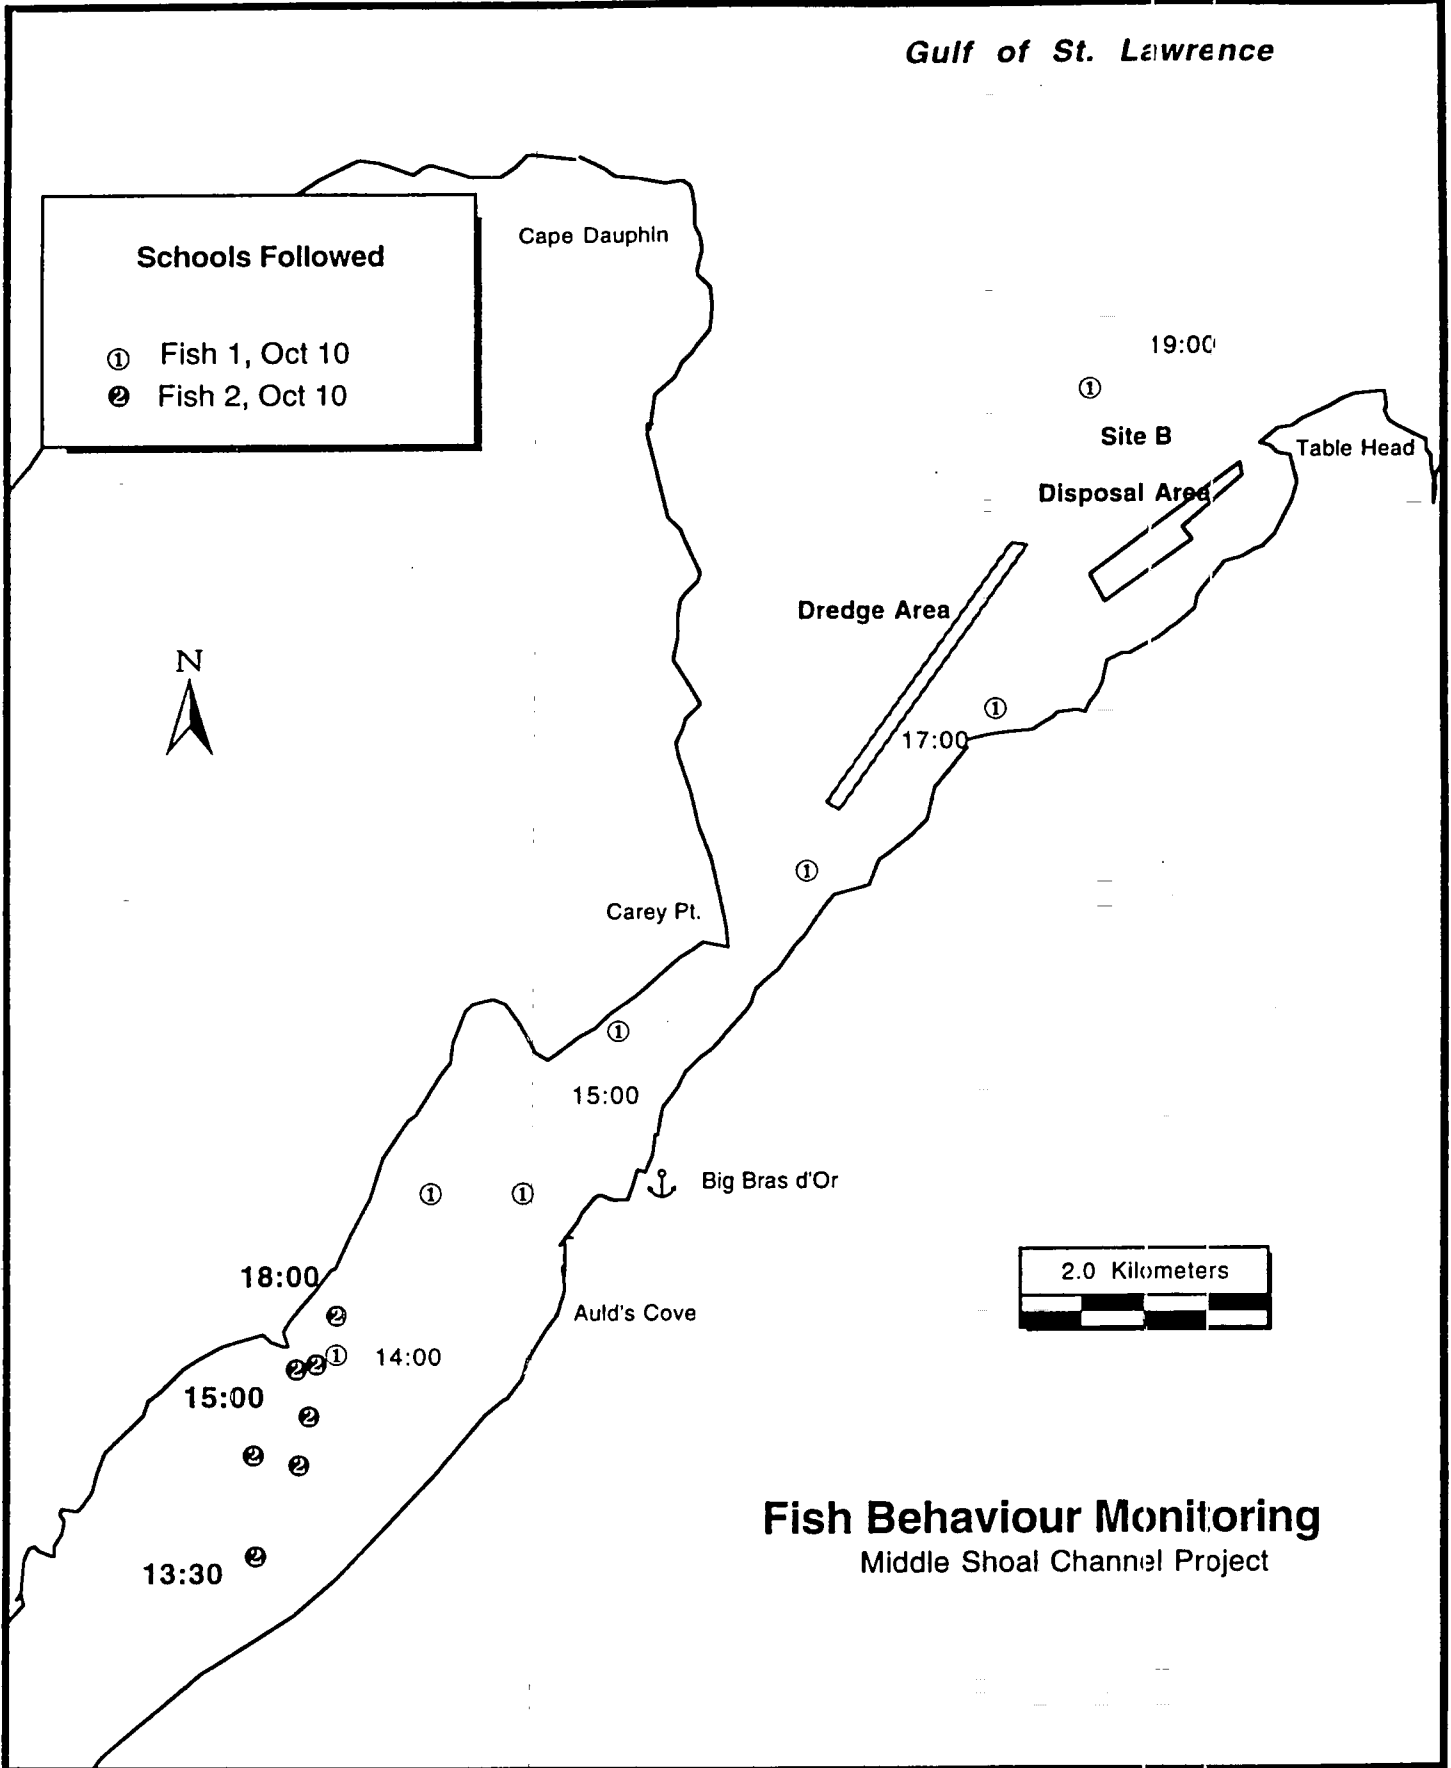 Gulf of St. Lawrence
Cape Dauphin
Schools Followed
① Fish 1, Oct 10
❷ Fish 2, Oct 10
19:00
①
Site B
Table Head
Disposal Area
Dredge Area
N
①
17:00
①
Carey Pt.
①
15:00
① ①
Big Bras d'Or
18:00
2.0 Kilometers
❷
Auld's Cove
❷ ❷ ① 14:00
15:00
❷
❷ ❷
Fish Behaviour Monitoring
Middle Shoal Channel Project
❷
13:30